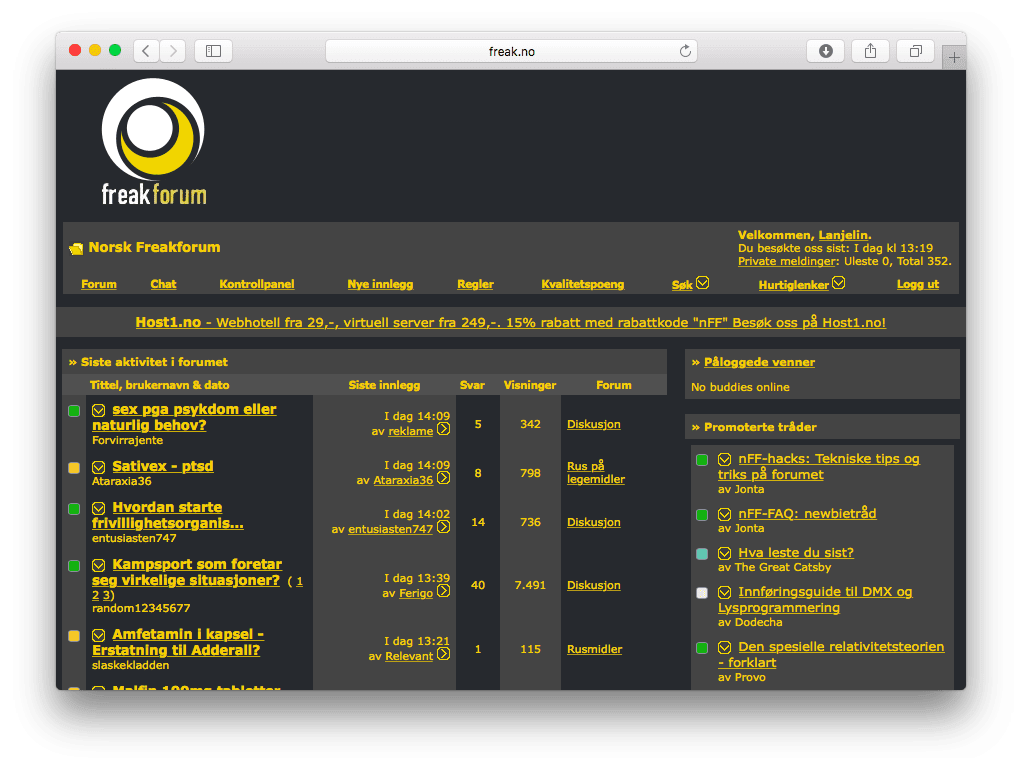 freak.no
freakforum
Norsk Freakforum
Velkommen, Lanjelin.
Du besøkte oss sist: I dag kl 13:19
Private meldinger: Uleste 0, Total 352.
Forum Chat Kontrollpanel Nye innlegg Regler Kvalitetspoeng Søk Hurtiglenker Logg ut
Host1.no - Webhotell fra 29,-, virtuell server fra 249,-. 15% rabatt med rabattkode "nFF" Besøk oss på Host1.no!
» Siste aktivitet i forumet
Tittel, brukernavn & dato Siste innlegg Svar Visninger Forum
sex pga psykdom eller
naturlig behov?
Forvirrajente
I dag 14:09
av reklame
5
342
Diskusjon
Sativex - ptsd
Ataraxia36
I dag 14:09
av Ataraxia36
8
798
Rus på
legemidler
Hvordan starte
frivillighetsorganis...
entusiasten747
I dag 14:02
av entusiasten747
14
736
Diskusjon
Kampsport som foretar
seg virkelige situasjoner? ( 1
2 3)
random12345677
I dag 13:39
av Ferigo
40
7.491
Diskusjon
Amfetamin i kapsel -
Erstatning til Adderall?
slaskekladden
I dag 13:21
av Relevant
1
115
Rusmidler
» Påloggede venner
No buddies online
» Promoterte tråder
nFF-hacks: Tekniske tips og
triks på forumet
av Jonta
nFF-FAQ: newbietråd
av Jonta
Hva leste du sist?
av The Great Catsby
Innføringsguide til DMX og
Lysprogrammering
av Dodecha
Den spesielle relativitetsteorien
- forklart
av Provo